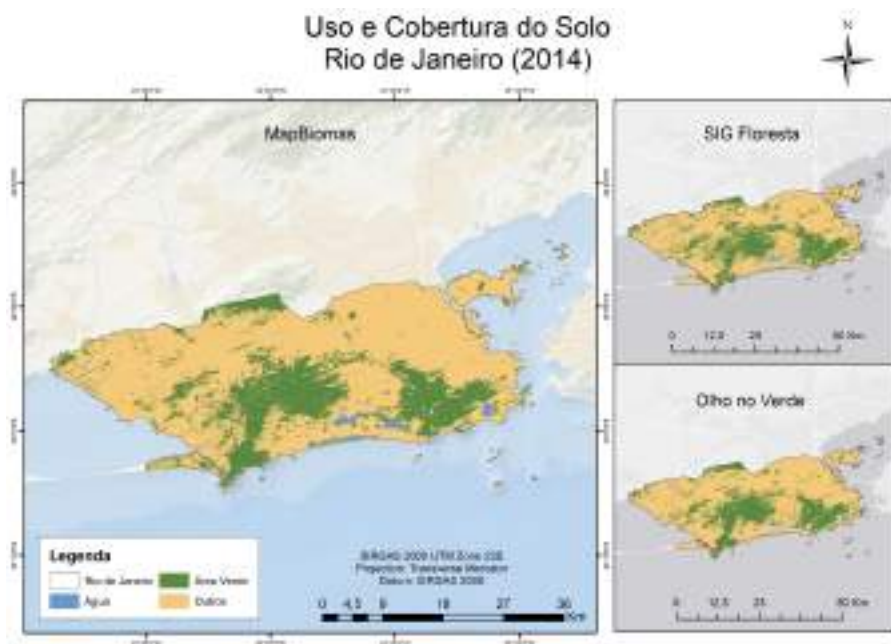 Uso e Cobertura do Solo
Rio de Janeiro (2014)
N
MapBiomas
SIG Floresta
0 12,5 25 50 Km
Olho no Verde
0 12,5 25 50 Km
Legenda
Rio de Janeiro
Área Verde
Água
Outros
SIRGAS 2000 UTM Zone 23S
Projection: Transverse Mercator
Datum: SIRGAS 2000
0 4,5 9 18 27 36
Km